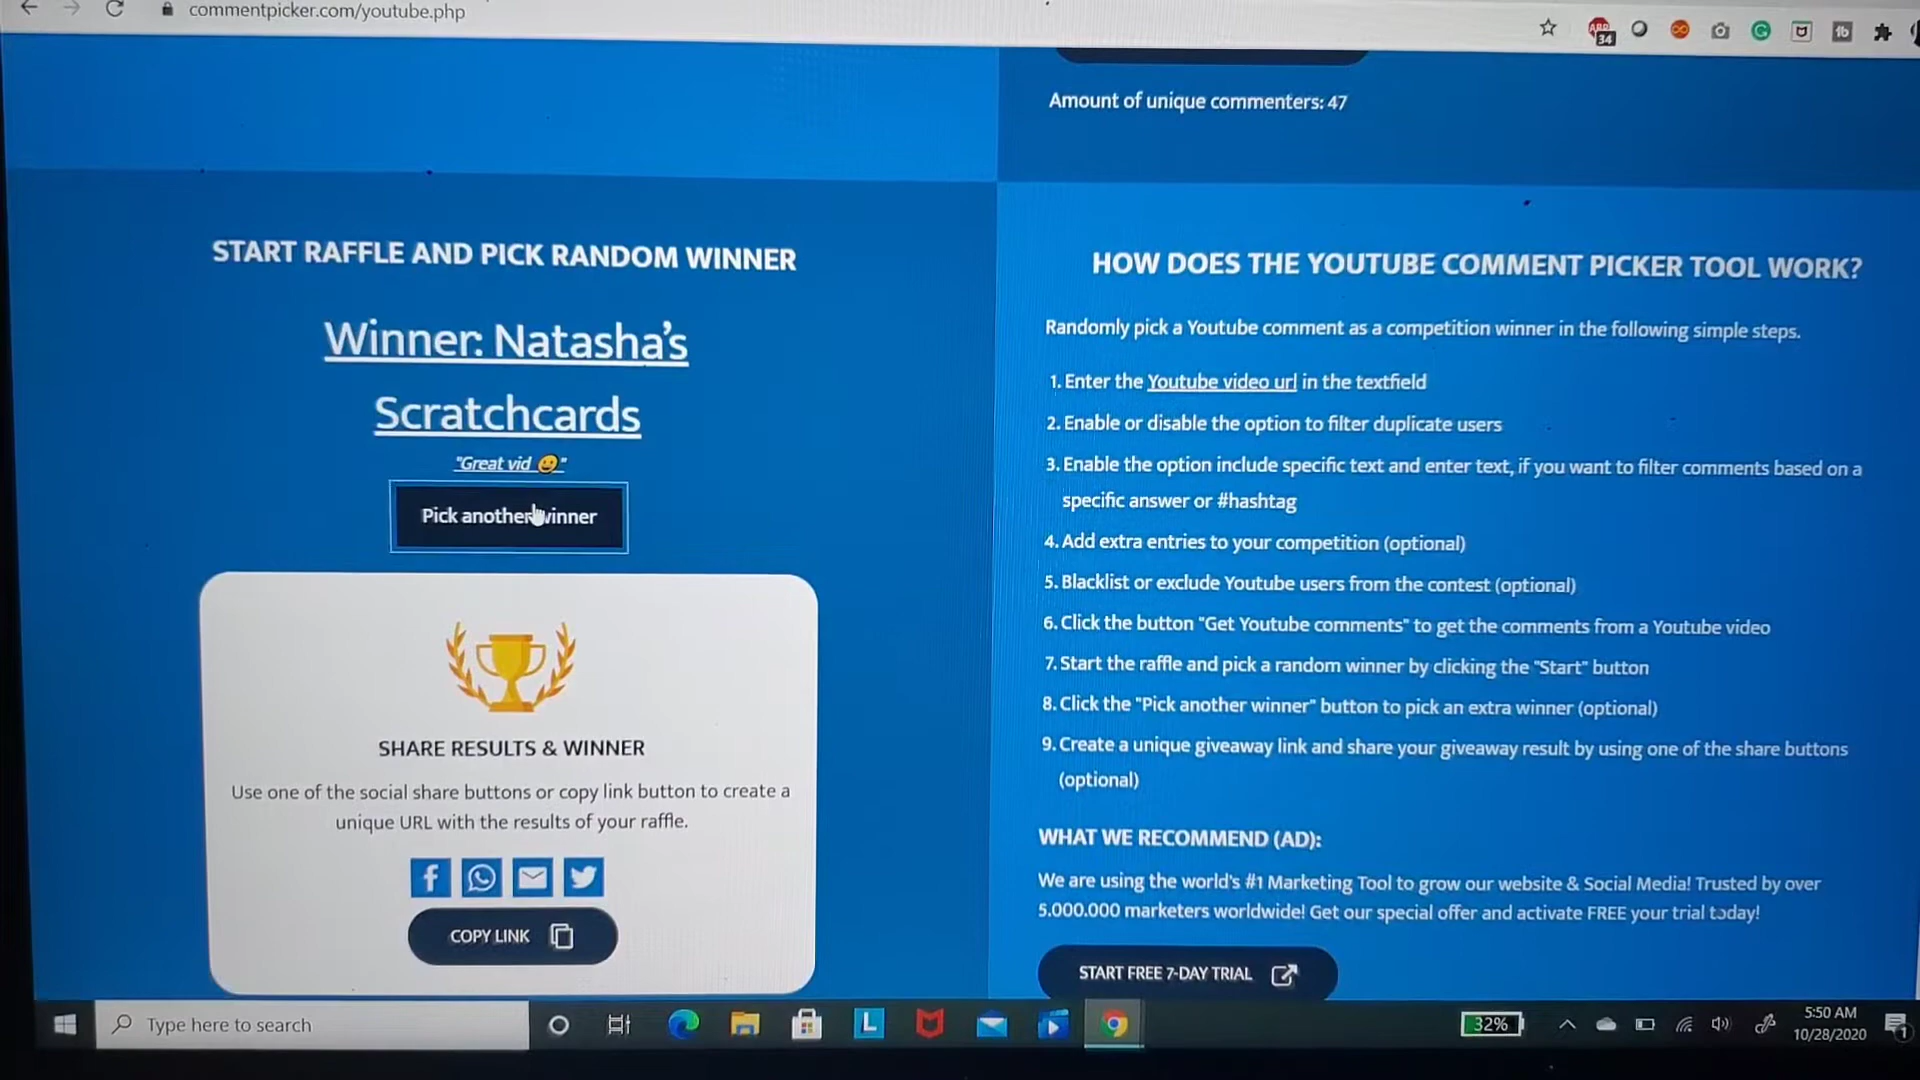 commentpicker.com/youtube.php
ABP
34
Amount of unique commenters: 47
START RAFFLE AND PICK RANDOM WINNER
Winner: Natasha's
Scratchcards
"Great vid 😀"
Pick another winner
SHARE RESULTS & WINNER
Use one of the social share buttons or copy link button to create a
unique URL with the results of your raffle.
COPY LINK
HOW DOES THE YOUTUBE COMMENT PICKER TOOL WORK?
Randomly pick a Youtube comment as a competition winner in the following simple steps.
1. Enter the Youtube video url in the textfield
2. Enable or disable the option to filter duplicate users
3. Enable the option include specific text and enter text, if you want to filter comments based on a
specific answer or #hashtag
4. Add extra entries to your competition (optional)
5. Blacklist or exclude Youtube users from the contest (optional)
6. Click the button "Get Youtube comments" to get the comments from a Youtube video
7. Start the raffle and pick a random winner by clicking the "Start" button
8. Click the "Pick another winner" button to pick an extra winner (optional)
9. Create a unique giveaway link and share your giveaway result by using one of the share buttons
(optional)
WHAT WE RECOMMEND (AD):
We are using the world's #1 Marketing Tool to grow our website & Social Media! Trusted by over
5.000.000 marketers worldwide! Get our special offer and activate FREE your trial today!
START FREE 7-DAY TRIAL
Type here to search
L
32%
5:50 AM
10/28/2020
1